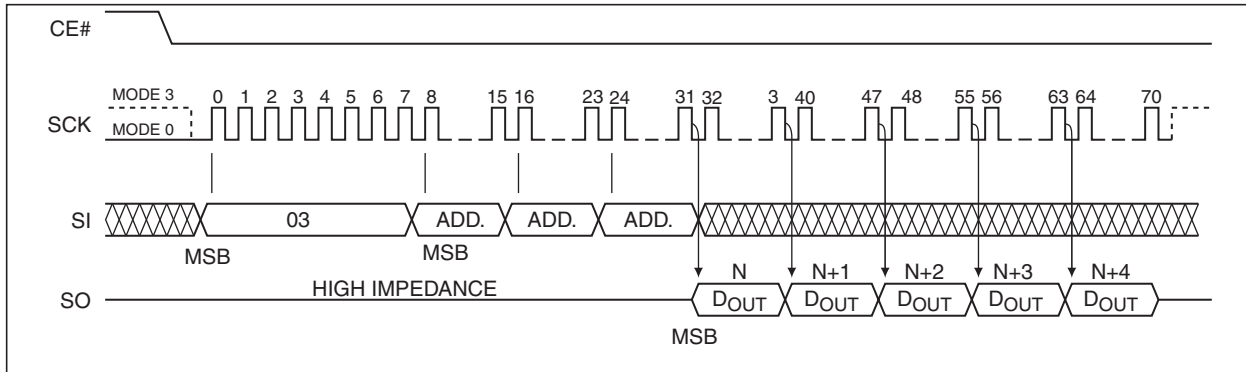 CE#
MODE 3
0 1 2 3 4 5 6 7 8 15 16 23 24 31 32 3 40 47 48 55 56 63 64 70
SCK
MODE 0
SI 03 ADD. ADD. ADD.
MSB MSB
N N+1 N+2 N+3 N+4
HIGH IMPEDANCE
SO DOUT DOUT DOUT DOUT DOUT
MSB